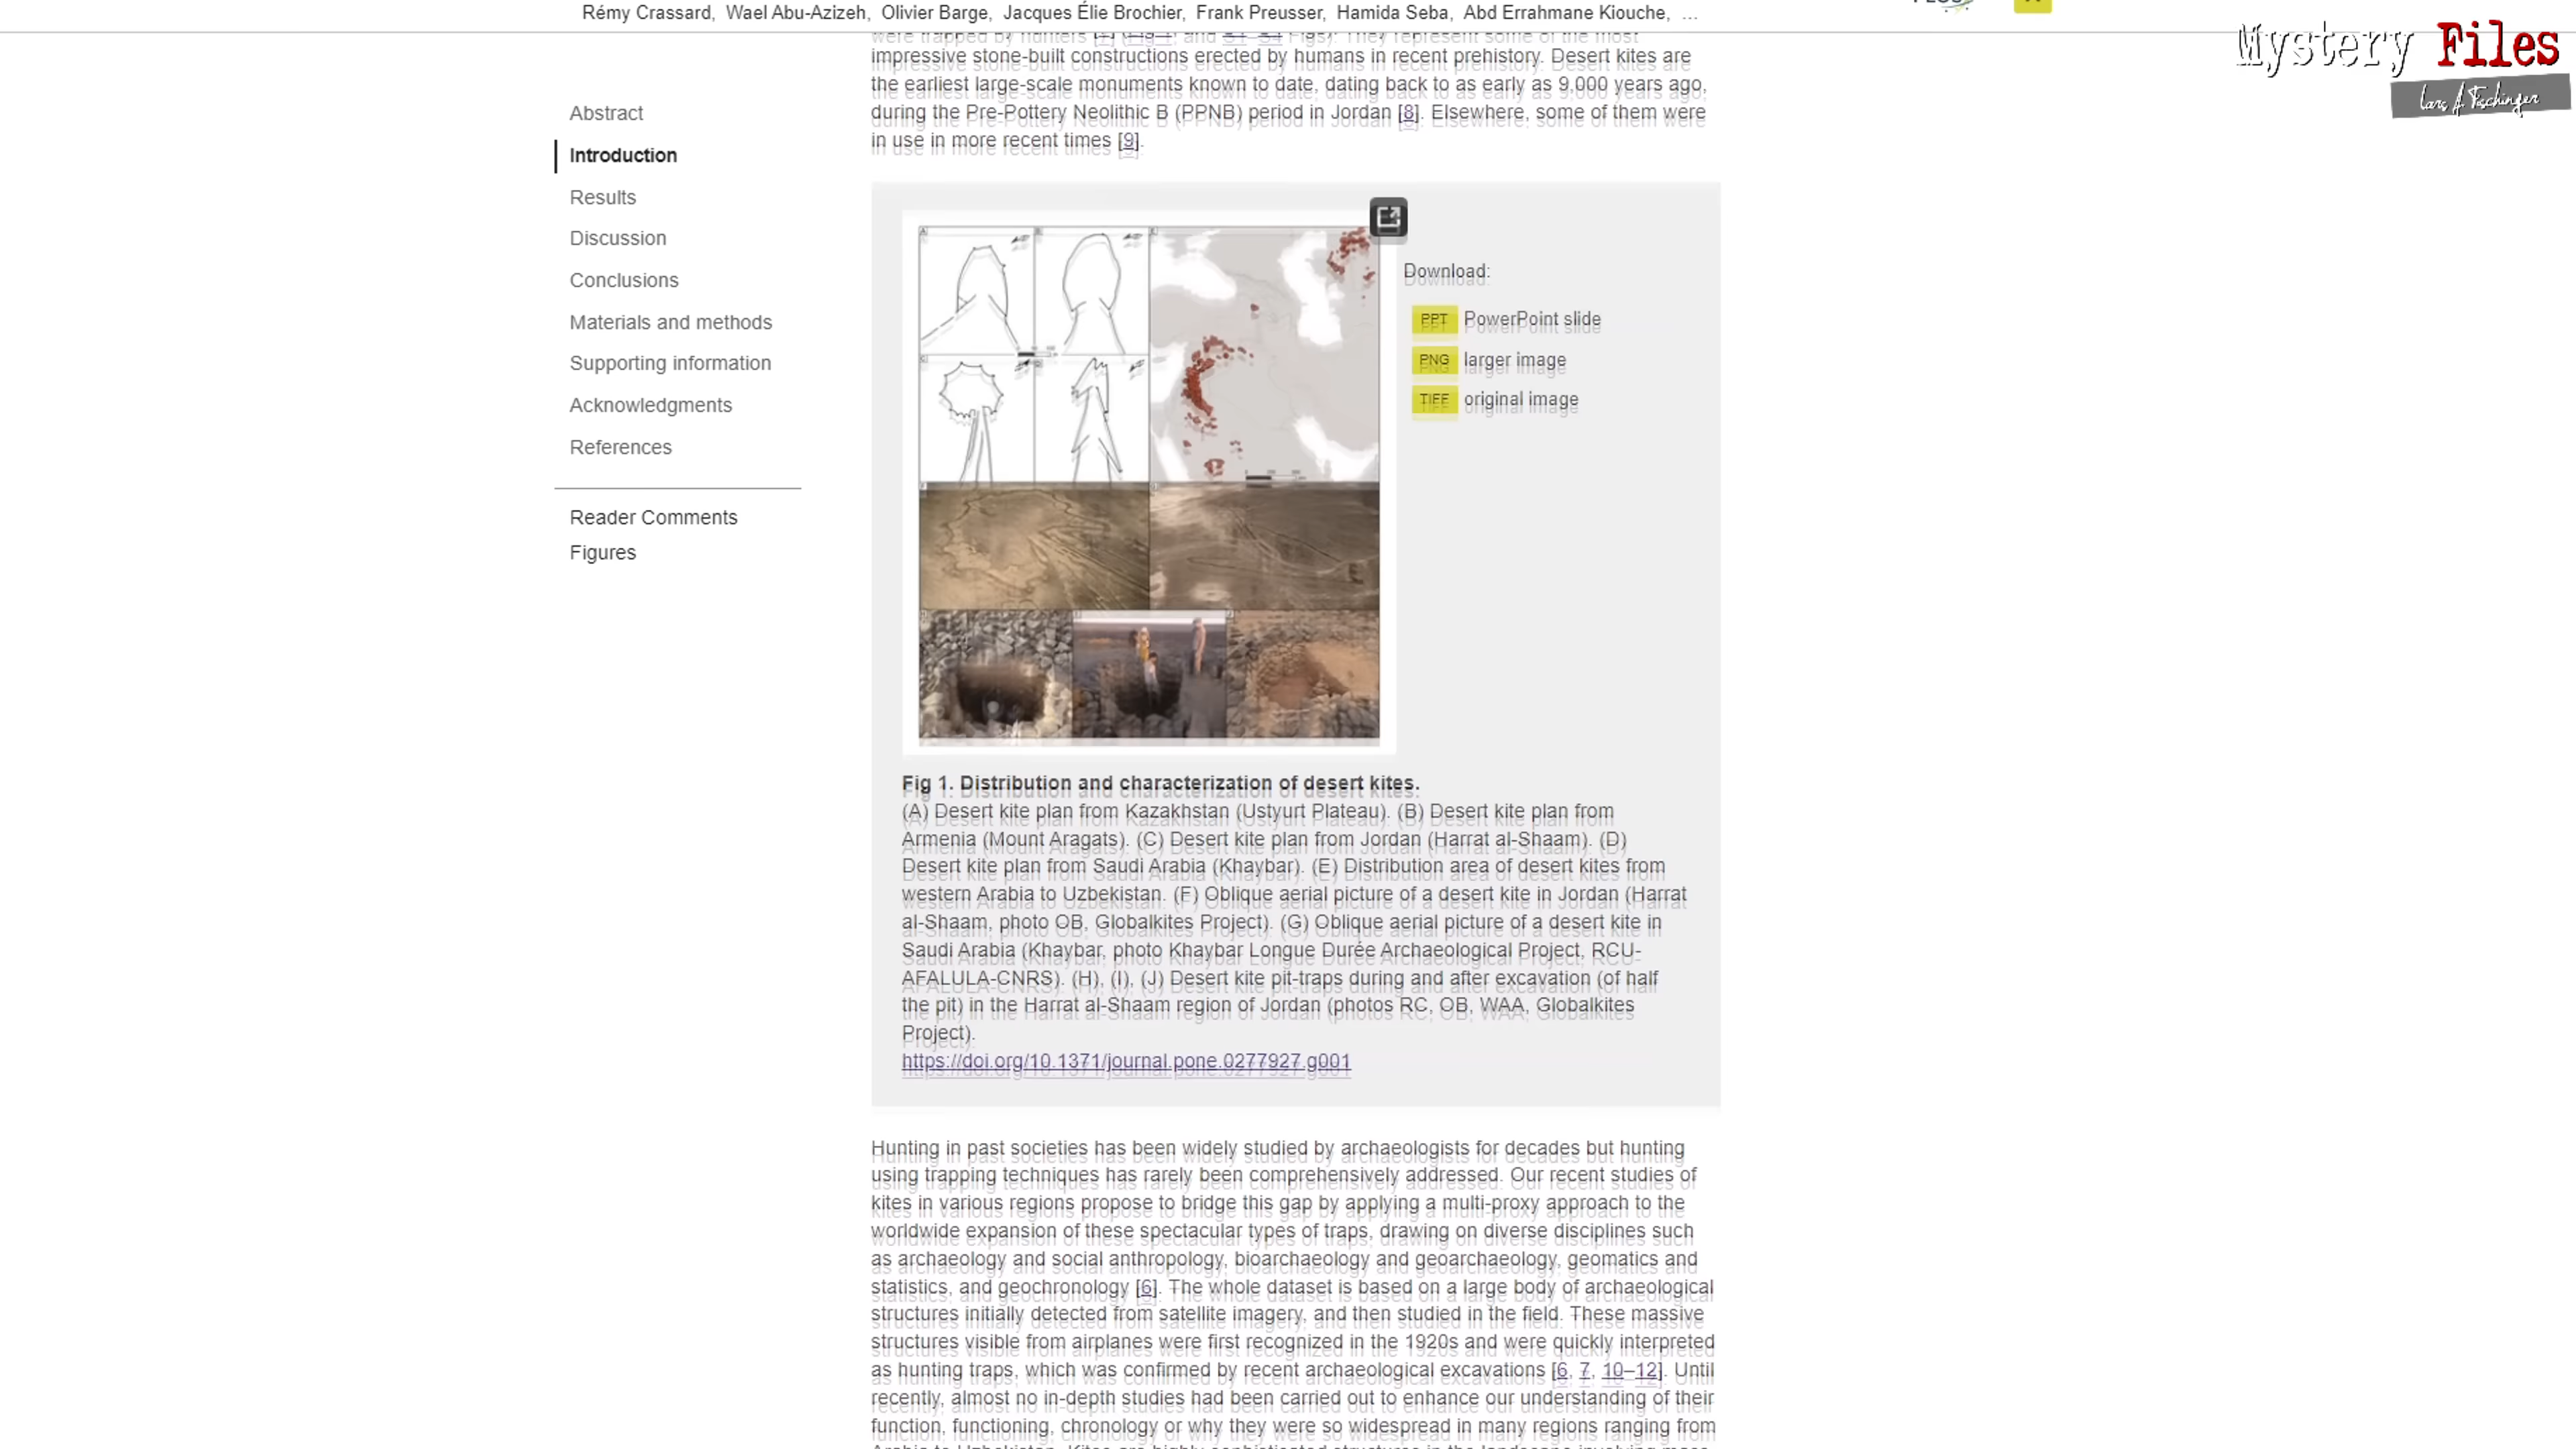 Rémy Crassard, Wael Abu-Azizeh, Olivier Barge, Jacques Élie Brochier, Frank Preusser, Hamida Seba, Abd Errahmane Kiouche, ...
Mystery Files
Lars A. Fischinger
Abstract
Introduction
Results
Discussion
Conclusions
Materials and methods
Supporting information
Acknowledgments
References
Reader Comments
Figures
were trapped by hunters and S1–S4 Figs). They represent some of the most
impressive stone-built constructions erected by humans in recent prehistory. Desert kites are
the earliest large-scale monuments known to date, dating back to as early as 9,000 years ago,
during the Pre-Pottery Neolithic B (PPNB) period in Jordan [8]. Elsewhere, some of them were
in use in more recent times [9].
Download:
PPT PowerPoint slide
PNG larger image
TIFF original image
Fig 1. Distribution and characterization of desert kites.
(A) Desert kite plan from Kazakhstan (Ustyurt Plateau). (B) Desert kite plan from
Armenia (Mount Aragats). (C) Desert kite plan from Jordan (Harrat al-Shaam). (D)
Desert kite plan from Saudi Arabia (Khaybar). (E) Distribution area of desert kites from
western Arabia to Uzbekistan. (F) Oblique aerial picture of a desert kite in Jordan (Harrat
al-Shaam, photo OB, Globalkites Project). (G) Oblique aerial picture of a desert kite in
Saudi Arabia (Khaybar, photo Khaybar Longue Durée Archaeological Project, RCU-
AFALULA-CNRS). (H), (I), (J) Desert kite pit-traps during and after excavation (of half
the pit) in the Harrat al-Shaam region of Jordan (photos RC, OB, WAA, Globalkites
Project).
https://doi.org/10.1371/journal.pone.0277927.g001
Hunting in past societies has been widely studied by archaeologists for decades but hunting
using trapping techniques has rarely been comprehensively addressed. Our recent studies of
kites in various regions propose to bridge this gap by applying a multi-proxy approach to the
worldwide expansion of these spectacular types of traps, drawing on diverse disciplines such
as archaeology and social anthropology, bioarchaeology and geoarchaeology, geomatics and
statistics, and geochronology [6]. The whole dataset is based on a large body of archaeological
structures initially detected from satellite imagery, and then studied in the field. These massive
structures visible from airplanes were first recognized in the 1920s and were quickly interpreted
as hunting traps, which was confirmed by recent archaeological excavations [6, 7, 10–12]. Until
recently, almost no in-depth studies had been carried out to enhance our understanding of their
function, functioning, chronology or why they were so widespread in many regions ranging from